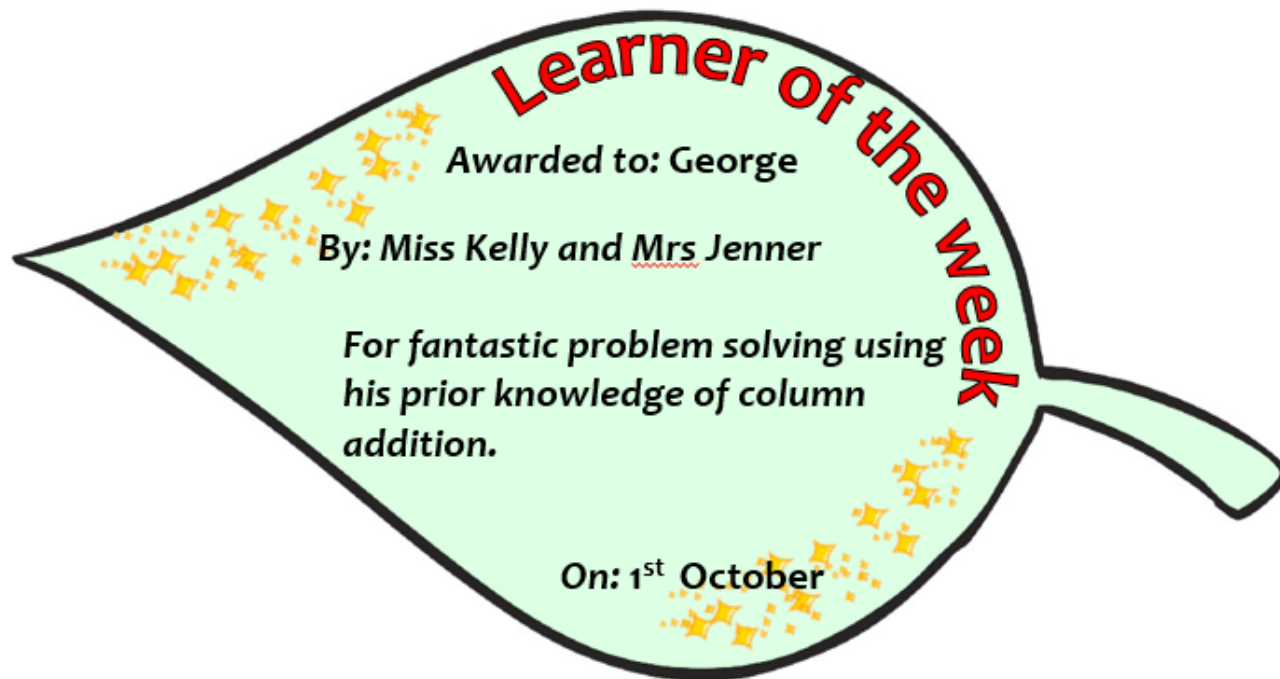 Learner of the week
Awarded to: George
By: Miss Kelly and Mrs Jenner
For fantastic problem solving using
his prior knowledge of column
addition.
On: 1st October